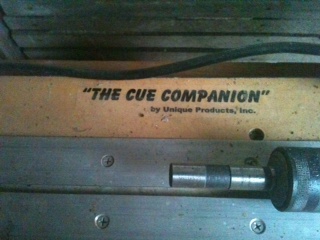 "THE CUE COMPANION"
by Unique Products, Inc.